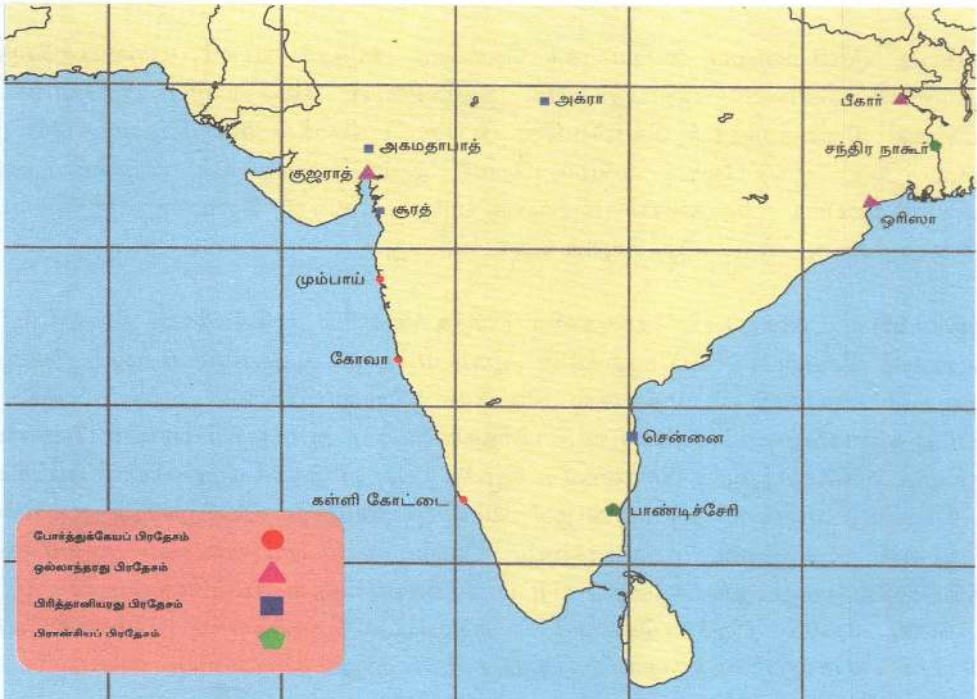 அக்ரா
பீகார்
அகமதாபாத்
சந்திர நாகூர்
குஜராத்
சூரத்
ஒரிஸா
மும்பாய்
கோவா
சென்னை
கள்ளி கோட்டை
பாண்டிச்சேரி
போர்த்துக்கேயப் பிரதேசம்
ஒல்லாந்தரது பிரதேசம்
பிரித்தானியரது பிரதேசம்
பிரான்சியப் பிரதேசம்